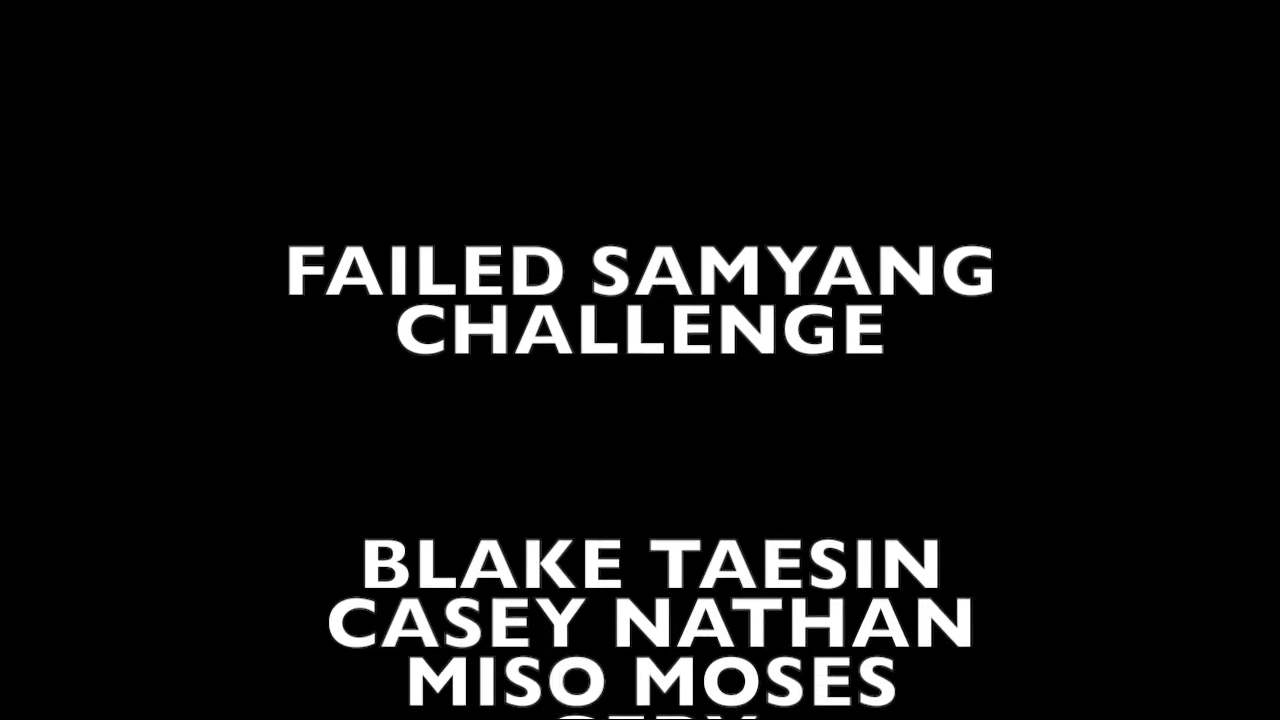 FAILED SAMYANG
CHALLENGE
BLAKE TAESIN
CASEY NATHAN
MISO MOSES